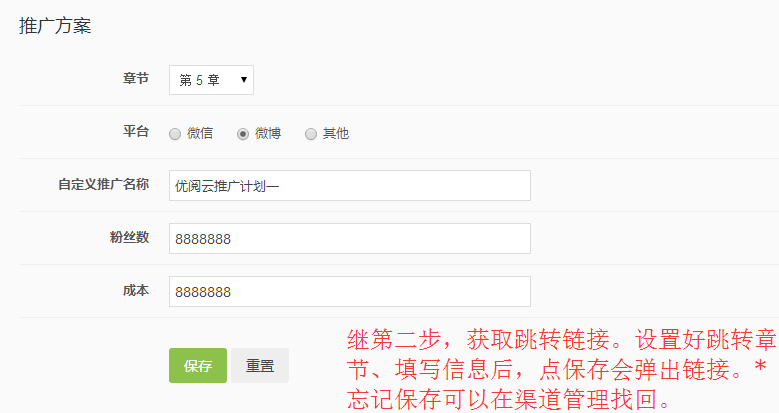 推广方案
章节 第 5 章
平台 微信 微博 其他
自定义推广名称 优阅云推广计划一
粉丝数 8888888
成本 8888888
保存 重置
继第二步，获取跳转链接。设置好跳转章
节、填写信息后，点保存会弹出链接。*
忘记保存可以在渠道管理找回。